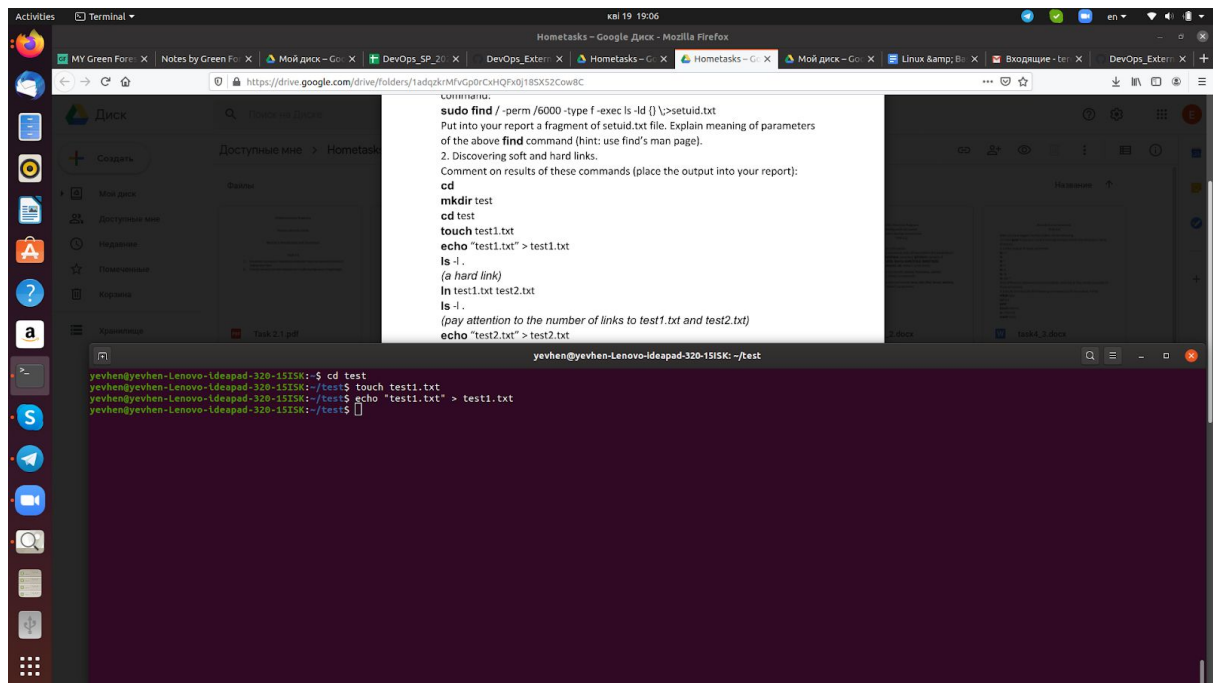 Activities Terminal ▾ кві 19 19:06 en ▾
Hometasks – Google Диск - Mozilla Firefox
GF MY Green Fores Notes by Green Fo Мой диск – Goo DevOps_SP_20 DevOps_Extern Hometasks – Go Hometasks – Go Мой диск – Goo Linux &amp; Ba Входящие - ter DevOps_Extern
https://drive.google.com/drive/folders/1adqzkrMfvGp0rCxHQFx0j18SX52Cow8C
command:
sudo find / -perm /6000 -type f -exec ls -ld {} \;>setuid.txt
Диск Поиск на Диске
Put into your report a fragment of setuid.txt file. Explain meaning of parameters
of the above find command (hint: use find's man page).
Создать Доступные мне > Hometask
2. Discovering soft and hard links.
Comment on results of these commands (place the output into your report):
cd
Мой диск Файлы Название ↑
mkdir test
cd test
Доступные мне
touch test1.txt
echo “test1.txt” > test1.txt
Недавние
ls -l .
Помеченные
(a hard link)
ln test1.txt test2.txt
Корзина
ls -l .
(pay attention to the number of links to test1.txt and test2.txt)
Хранилище Task 2.1.pdf 3.docx task4_3.docx
echo “test2.txt” > test2.txt
yevhen@yevhen-Lenovo-ideapad-320-15ISK: ~/test
yevhen@yevhen-Lenovo-ideapad-320-15ISK:~$ cd test
yevhen@yevhen-Lenovo-ideapad-320-15ISK:~/test$ touch test1.txt
yevhen@yevhen-Lenovo-ideapad-320-15ISK:~/test$ echo "test1.txt" > test1.txt
yevhen@yevhen-Lenovo-ideapad-320-15ISK:~/test$